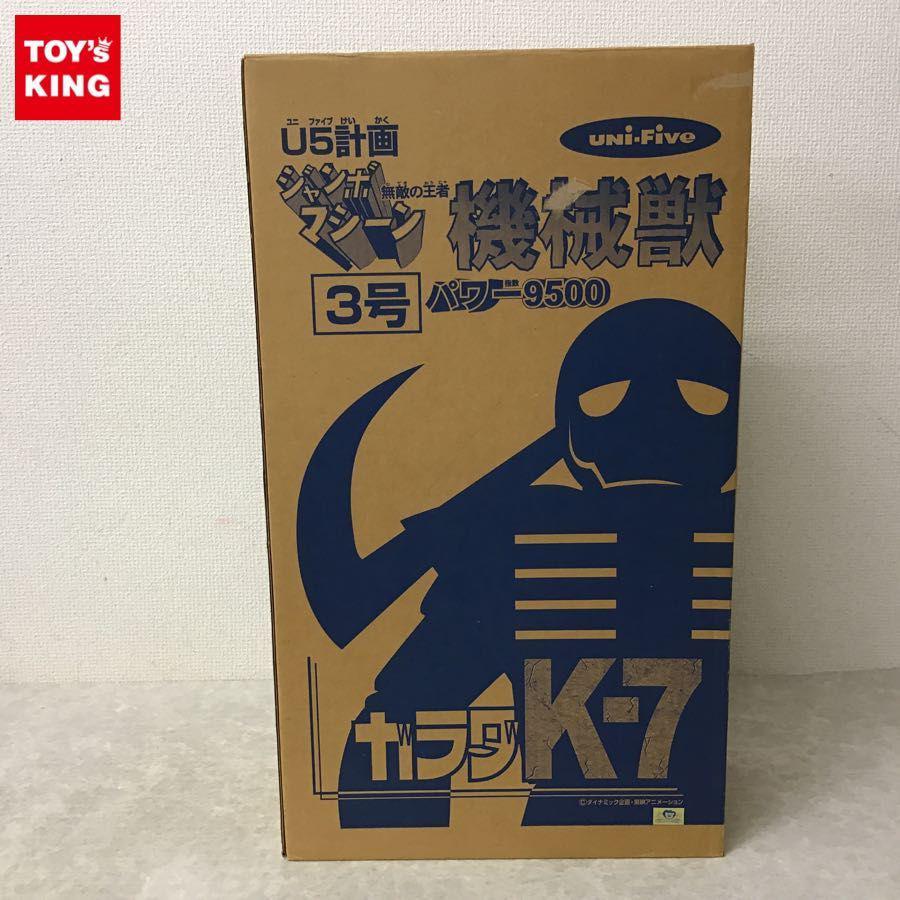 TOY's
KING
ユニ ファイブ けい かく
U5計画
UNi-Five
ジャンボ
マシーン
無敵の王者
機械獣
3号
パワー指数9500
ガラダ
K-7
©ダイナミック企画・東映アニメーション